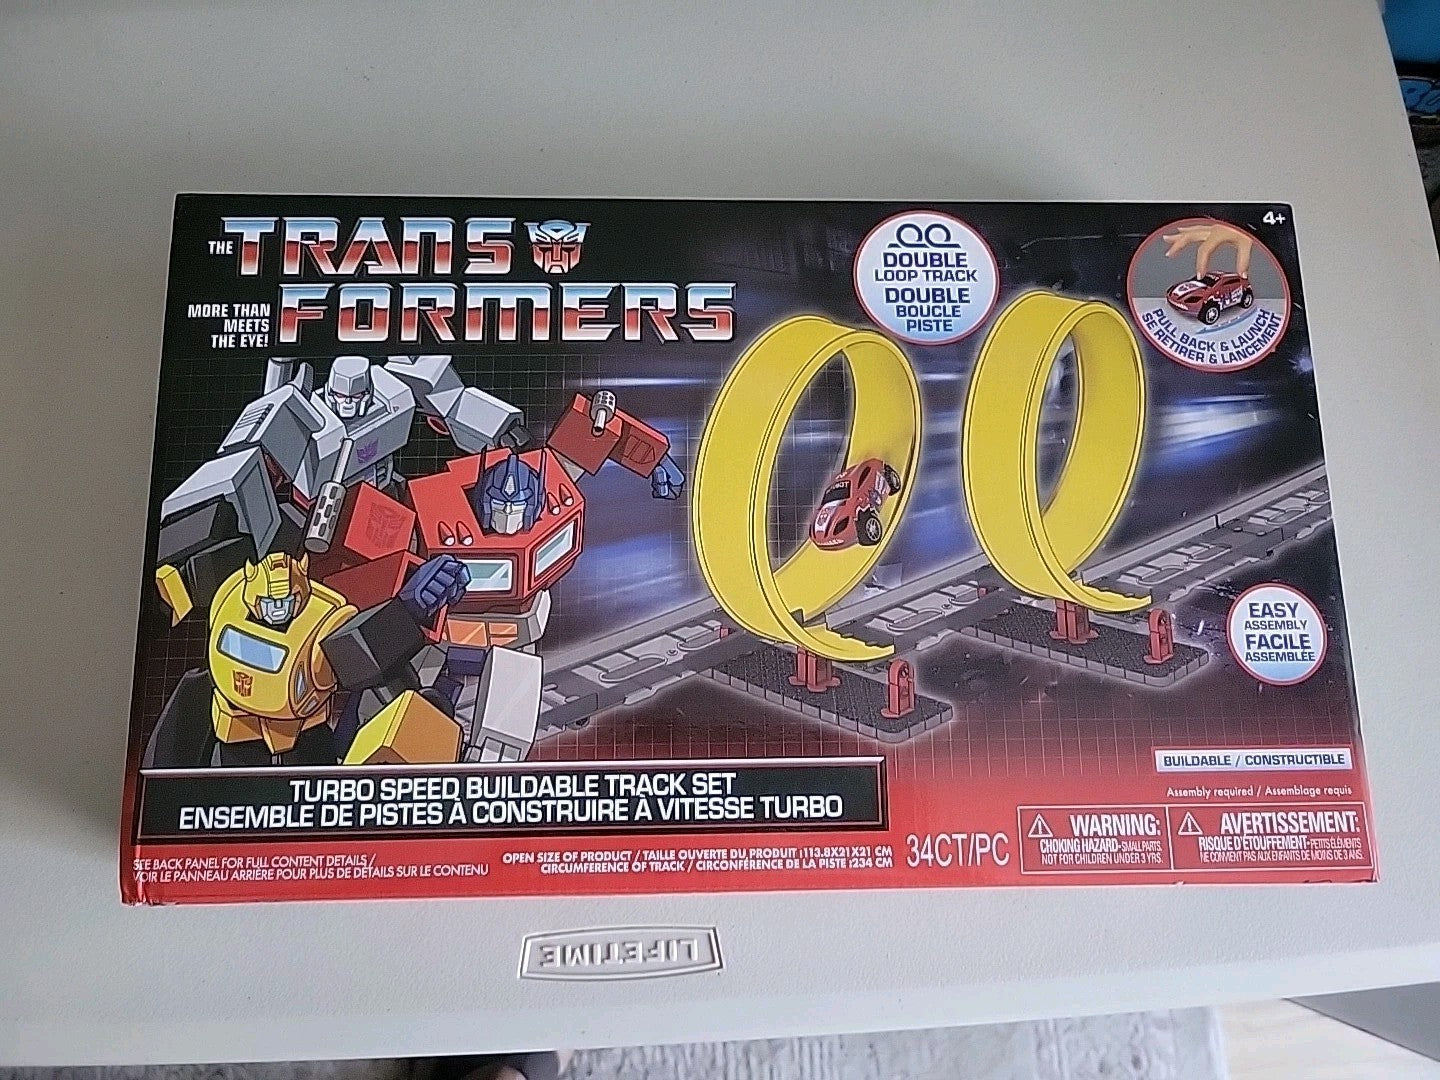 THE TRANS
FORMERS
MORE THAN
MEETS
THE EYE!
DOUBLE
LOOP TRACK
DOUBLE
BOUCLE
PISTE
4+
PULL BACK & LAUNCH
SE RETIRER & LANCEMENT
EASY
ASSEMBLY
FACILE
ASSEMBLÉE
BUILDABLE / CONSTRUCTIBLE
Assembly required / Assemblage requis
TURBO SPEED BUILDABLE TRACK SET
ENSEMBLE DE PISTES À CONSTRUIRE À VITESSE TURBO
SEE BACK PANEL FOR FULL CONTENT DETAILS /
VOIR LE PANNEAU ARRIÈRE POUR PLUS DE DÉTAILS SUR LE CONTENU
OPEN SIZE OF PRODUCT / TAILLE OUVERTE DU PRODUIT :113.8X21X21 CM
CIRCUMFERENCE OF TRACK / CIRCONFÉRENCE DE LA PISTE :234 CM
34CT/PC
WARNING:
CHOKING HAZARD-SMALL PARTS.
NOT FOR CHILDREN UNDER 3 YRS.
AVERTISSEMENT:
RISQUE D'ÉTOUFFEMENT-PETITS ÉLÉMENTS
NE CONVIENT PAS AUX ENFANTS DE MOINS DE 3 ANS.
LIFETIME